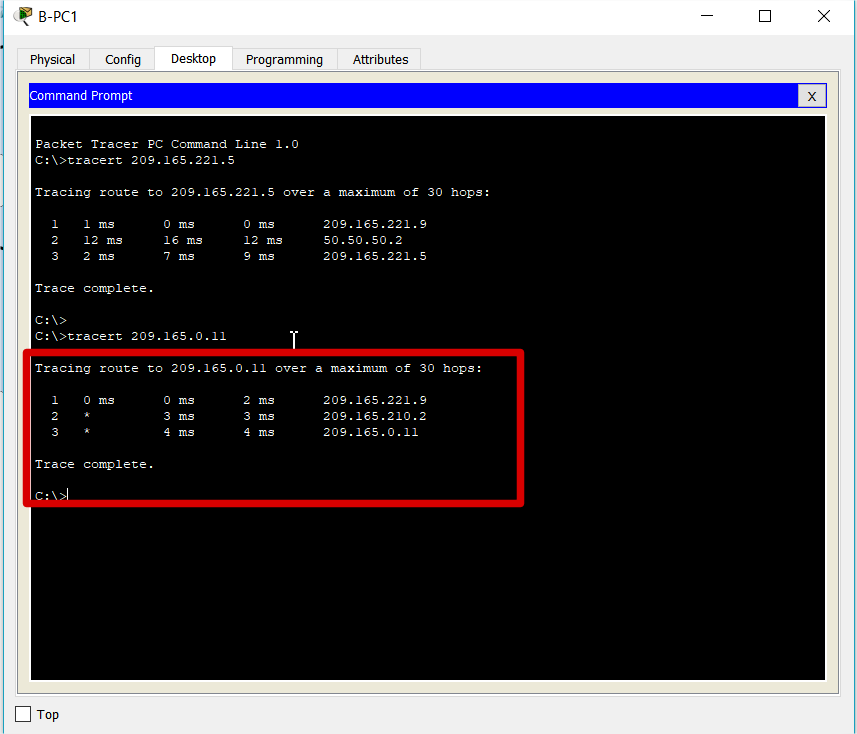 B-PC1
Physical Config Desktop Programming Attributes
Command Prompt X
Packet Tracer PC Command Line 1.0
C:\>tracert 209.165.221.5
Tracing route to 209.165.221.5 over a maximum of 30 hops:
1 1 ms 0 ms 0 ms 209.165.221.9
2 12 ms 16 ms 12 ms 50.50.50.2
3 2 ms 7 ms 9 ms 209.165.221.5
Trace complete.
C:\>
C:\>tracert 209.165.0.11
Tracing route to 209.165.0.11 over a maximum of 30 hops:
1 0 ms 0 ms 2 ms 209.165.221.9
2 * 3 ms 3 ms 209.165.210.2
3 * 4 ms 4 ms 209.165.0.11
Trace complete.
C:\>
Top